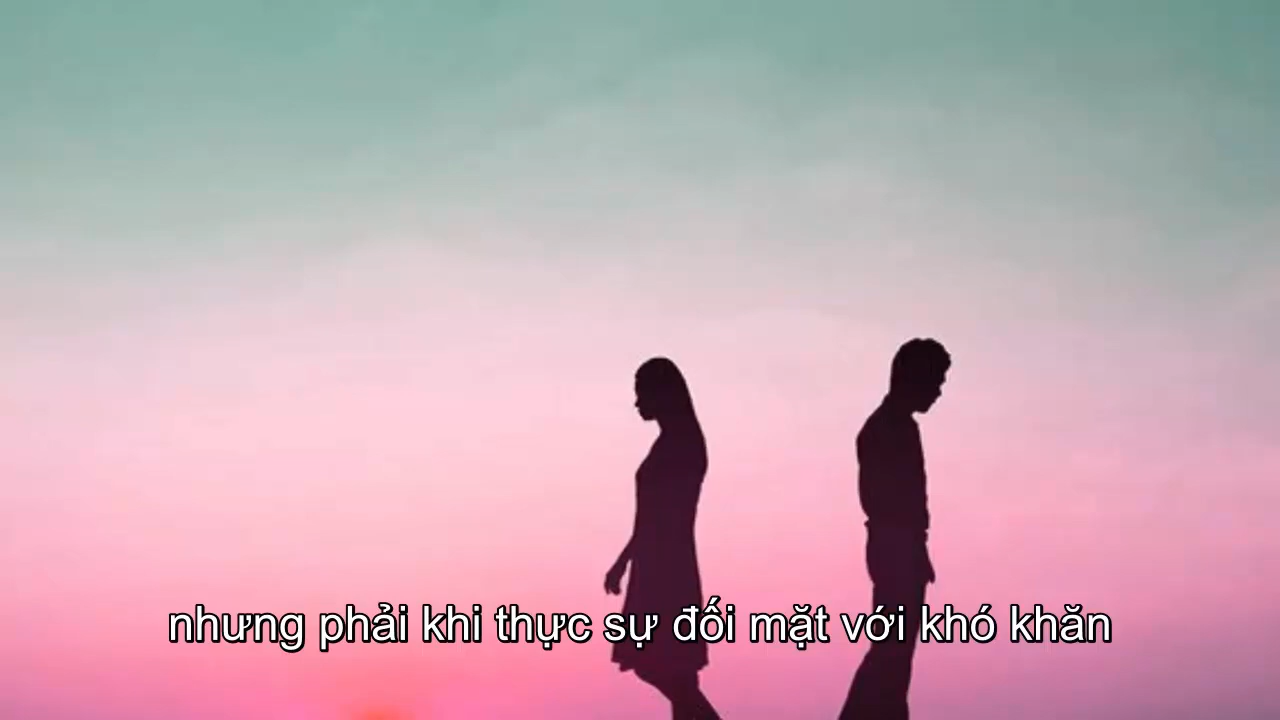 nhưng phải khi thực sự đối mặt với khó khăn